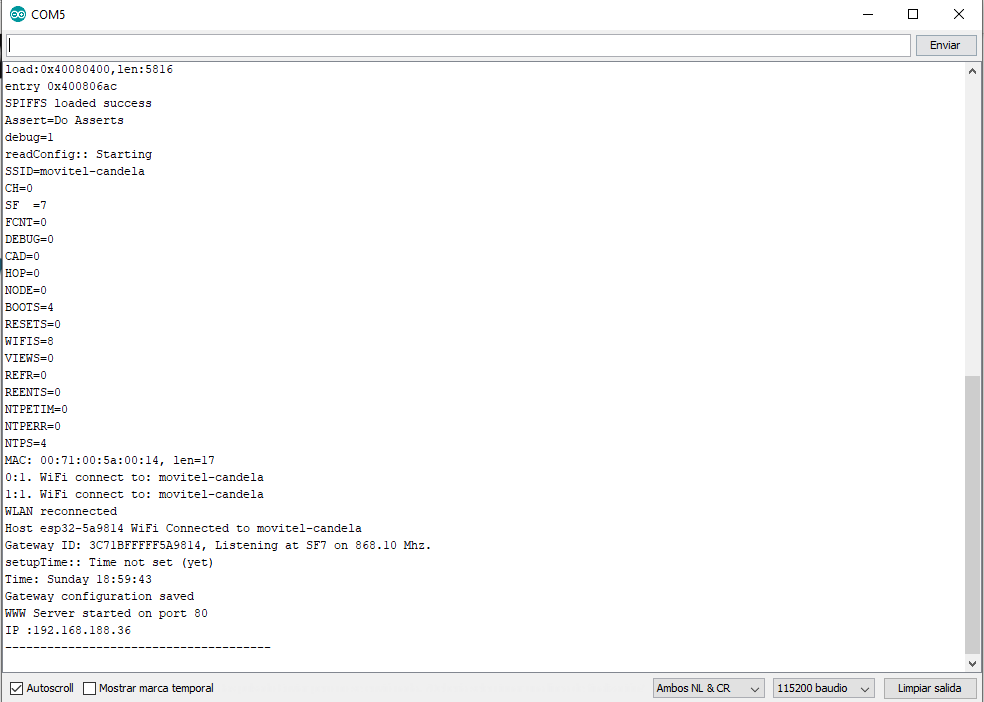 COM5
Enviar
load:0x40080400,len:5816
entry 0x400806ac
SPIFFS loaded success
Assert=Do Asserts
debug=1
readConfig:: Starting
SSID=movitel-candela
CH=0
SF  =7
FCNT=0
DEBUG=0
CAD=0
HOP=0
NODE=0
BOOTS=4
RESETS=0
WIFIS=8
VIEWS=0
REFR=0
REENTS=0
NTPETIM=0
NTPERR=0
NTPS=4
MAC: 00:71:00:5a:00:14, len=17
0:1. WiFi connect to: movitel-candela
1:1. WiFi connect to: movitel-candela
WLAN reconnected
Host esp32-5a9814 WiFi Connected to movitel-candela
Gateway ID: 3C71BFFFFF5A9814, Listening at SF7 on 868.10 Mhz.
setupTime:: Time not set (yet)
Time: Sunday 18:59:43
Gateway configuration saved
WWW Server started on port 80
IP :192.168.188.36
--------------------------------------
Autoscroll Mostrar marca temporal Ambos NL & CR 115200 baudio Limpiar salida